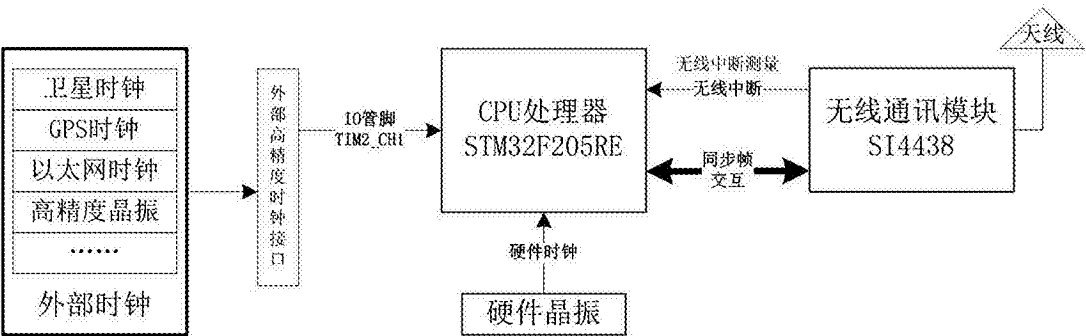 卫星时钟
GPS时钟
以太网时钟
高精度晶振
……
外部时钟
外部高精度时钟接口
IO管脚
TIM2_CH1
CPU处理器
STM32F205RE
硬件时钟
硬件晶振
无线中断测量
无线中断
同步帧
交互
无线通讯模块
SI4438
天线